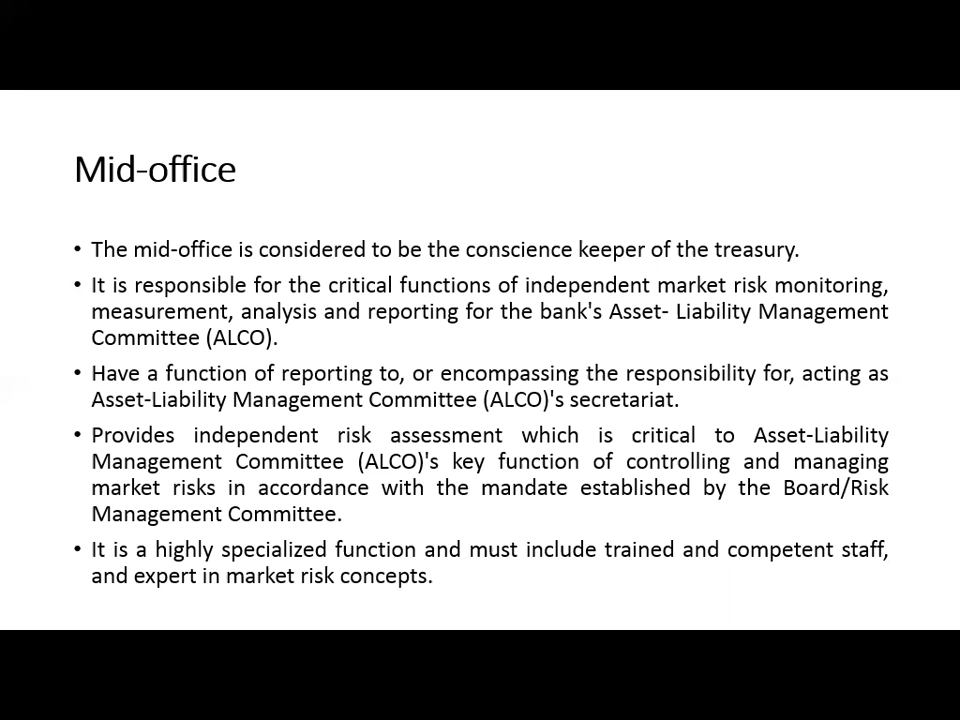 Mid-office
• The mid-office is considered to be the conscience keeper of the treasury.
• It is responsible for the critical functions of independent market risk monitoring,
measurement, analysis and reporting for the bank's Asset- Liability Management
Committee (ALCO).
• Have a function of reporting to, or encompassing the responsibility for, acting as
Asset-Liability Management Committee (ALCO)'s secretariat.
• Provides independent risk assessment which is critical to Asset-Liability
Management Committee (ALCO)'s key function of controlling and managing
market risks in accordance with the mandate established by the Board/Risk
Management Committee.
• It is a highly specialized function and must include trained and competent staff,
and expert in market risk concepts.